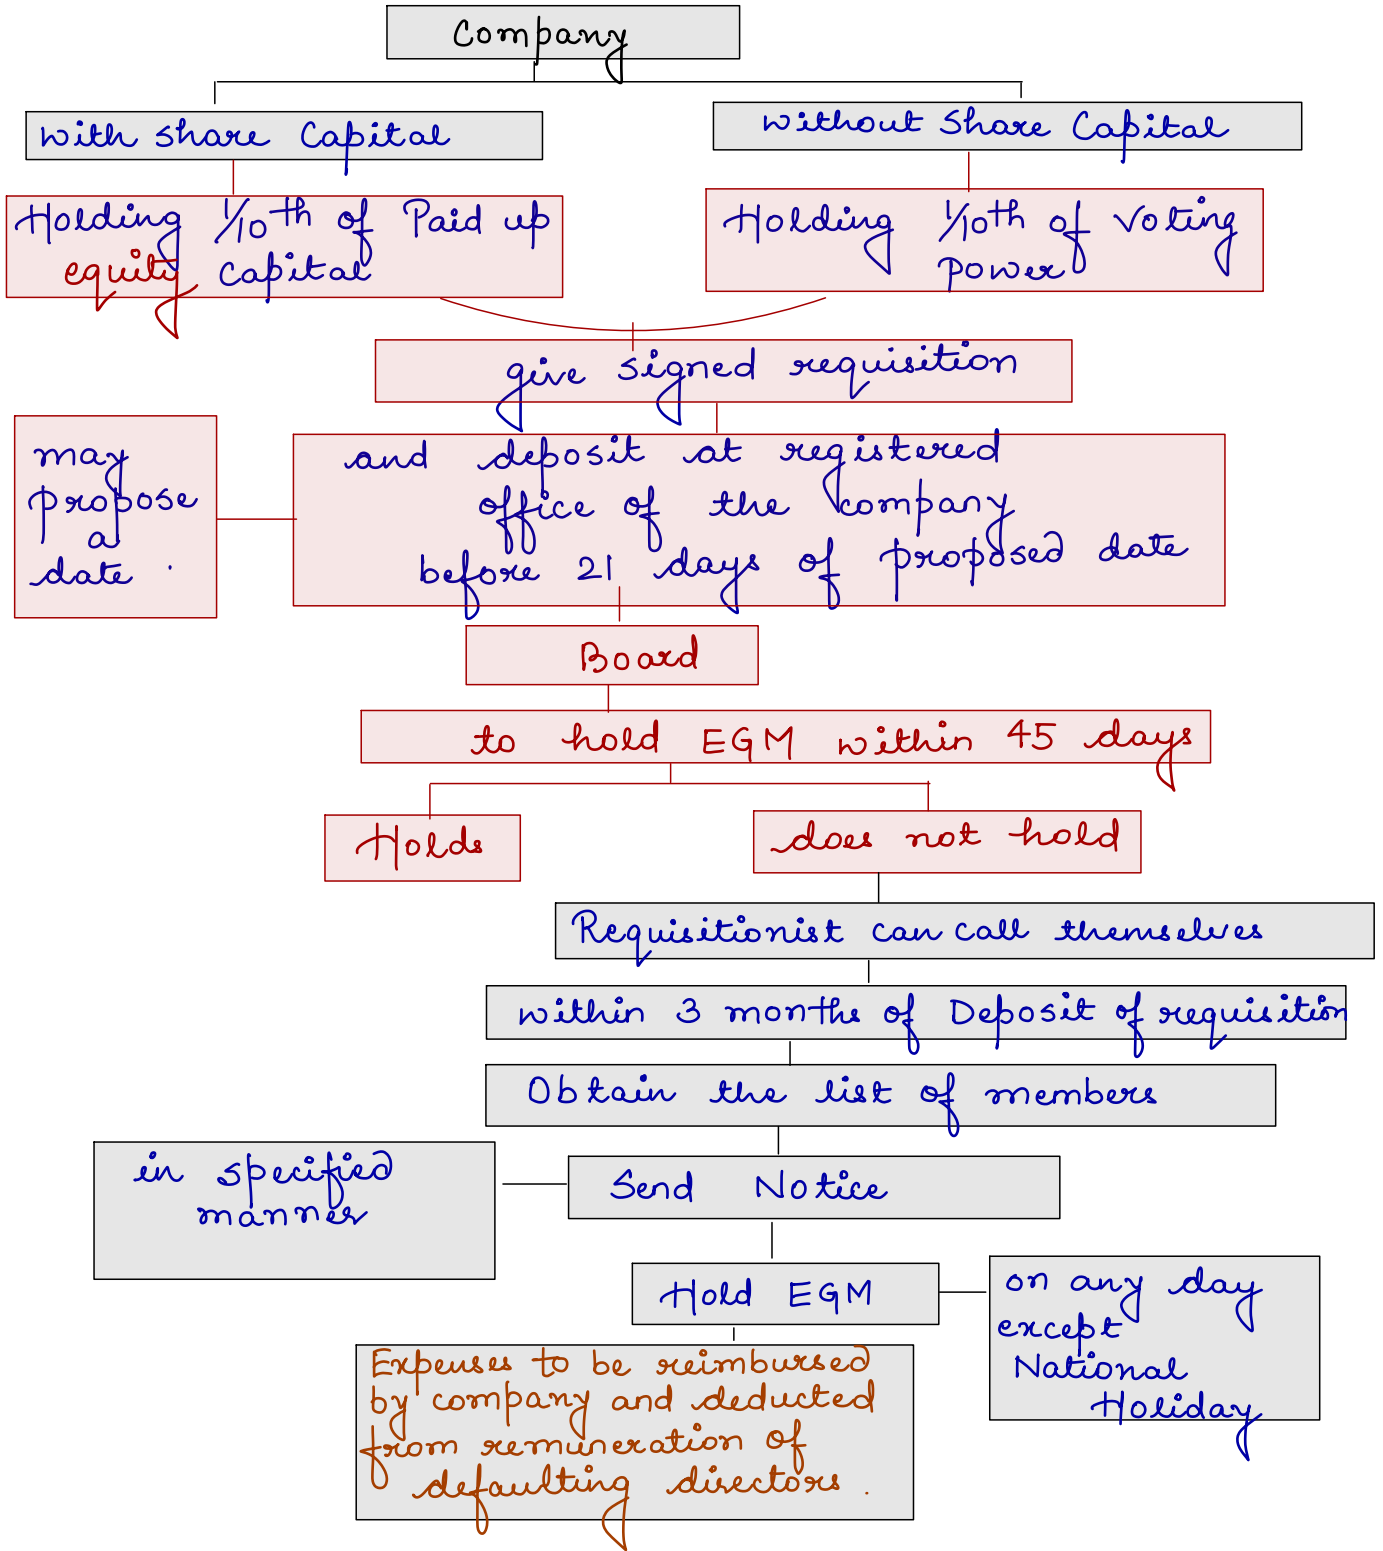 Company
with share Capital
without Share Capital
Holding 1/10th of Paid up
equity capital
Holding 1/10th of Voting
power
give signed requisition
may
propose
a
date.
and deposit at registered
office of the company
before 21 days of proposed date
Board
to hold EGM within 45 days
Holds
does not hold
Requisitionist can call themselves
within 3 months of Deposit of requisition
Obtain the list of members
in specified
manner
Send Notice
Hold EGM
on any day
except
National
Holiday
Expenses to be reimbursed
by company and deducted
from remuneration of
defaulting directors.